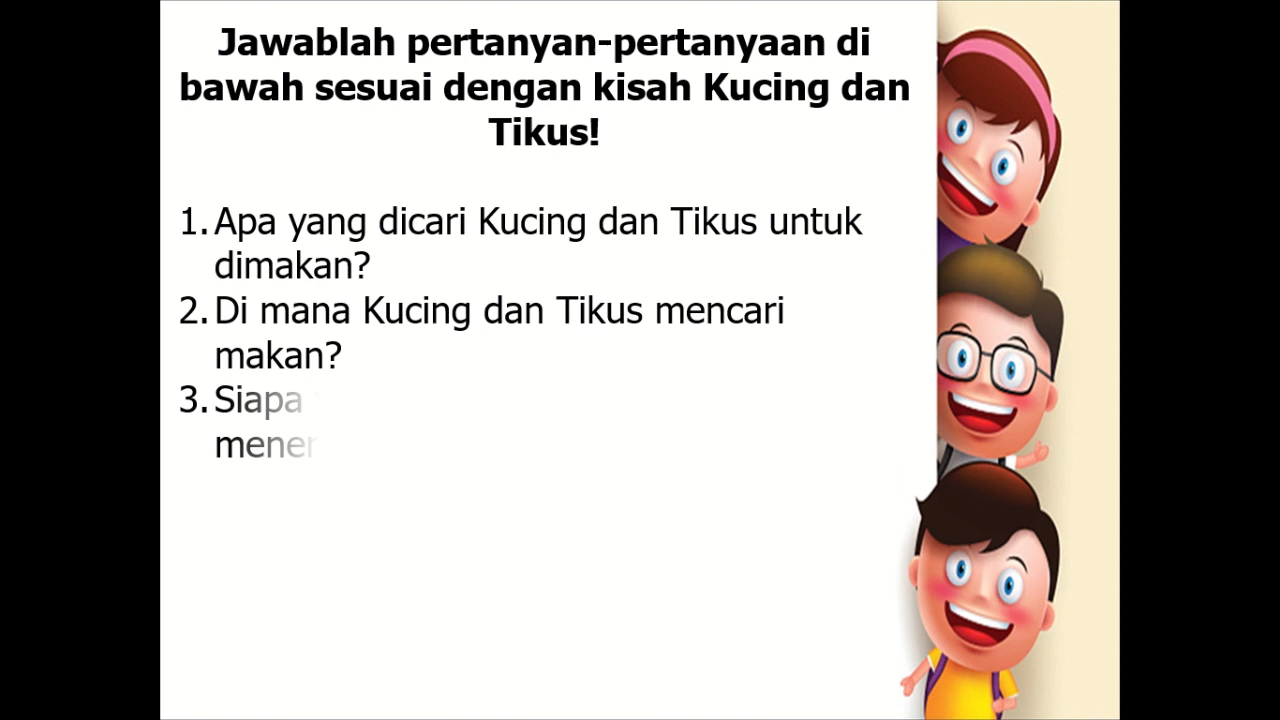 Jawablah pertanyan-pertanyaan di
bawah sesuai dengan kisah Kucing dan
Tikus!
1. Apa yang dicari Kucing dan Tikus untuk
dimakan?
2. Di mana Kucing dan Tikus mencari
makan?
3. Siapa